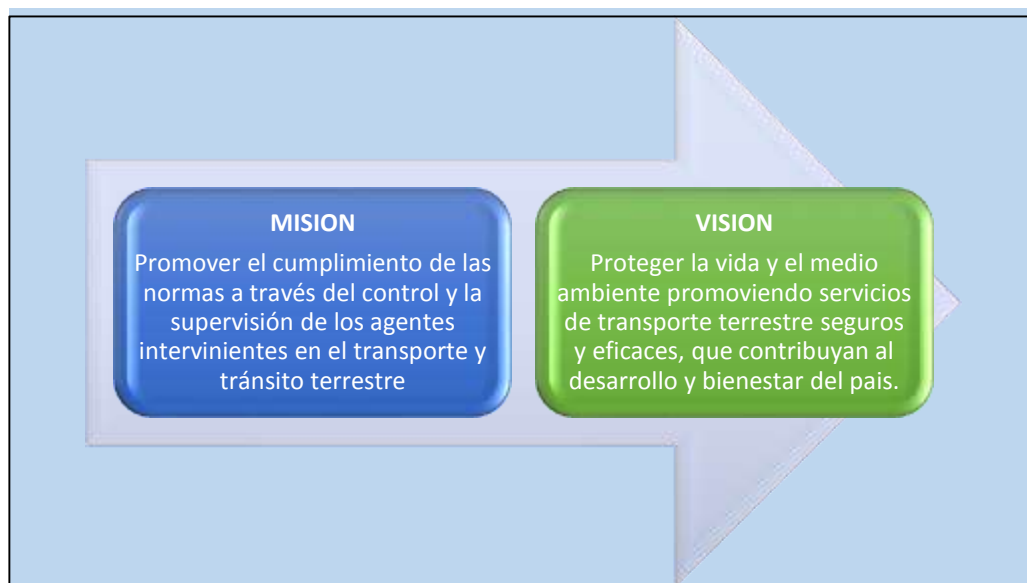 MISION
Promover el cumplimiento de las
normas a través del control y la
supervisión de los agentes
intervinientes en el transporte y
tránsito terrestre
VISION
Proteger la vida y el medio
ambiente promoviendo servicios
de transporte terrestre seguros
y eficaces, que contribuyan al
desarrollo y bienestar del pais.